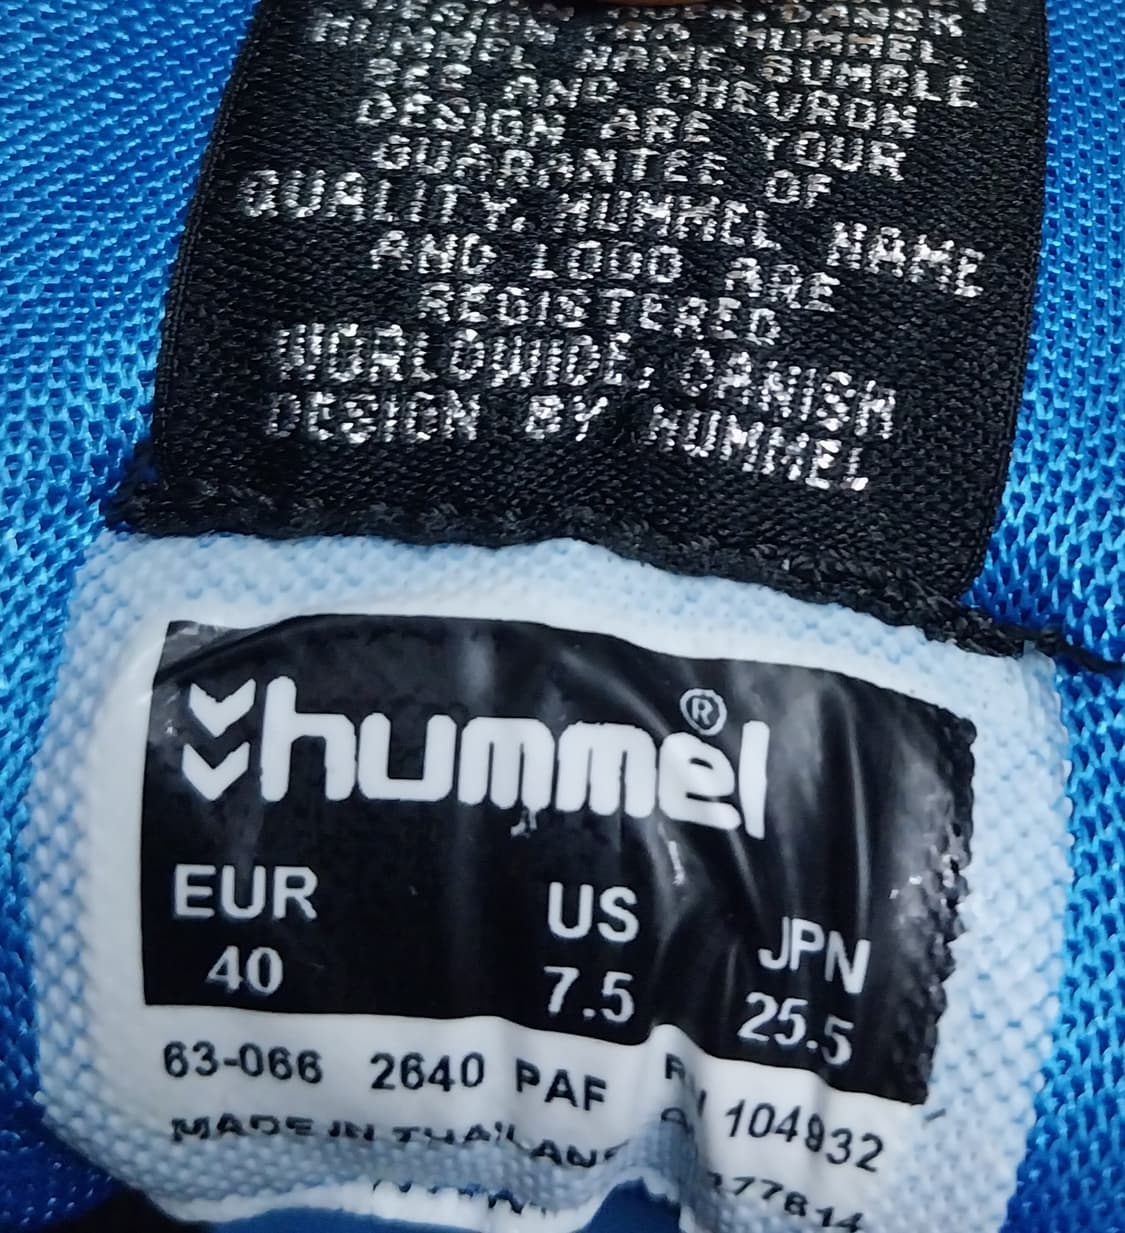 DESIGN
HUMMEL NAME, BUMBLE
BEE AND CHEVRON
DESIGN ARE YOUR
GUARANTEE OF
QUALITY, HUMMEL NAME
AND LOGO ARE
REGISTERED
WORLDWIDE, DANISH
DESIGN BY HUMMEL
hummel®
EUR US JPN
40 7.5 25.5
63-066 2640 PAF 104932
MADE IN THAILAND 77614